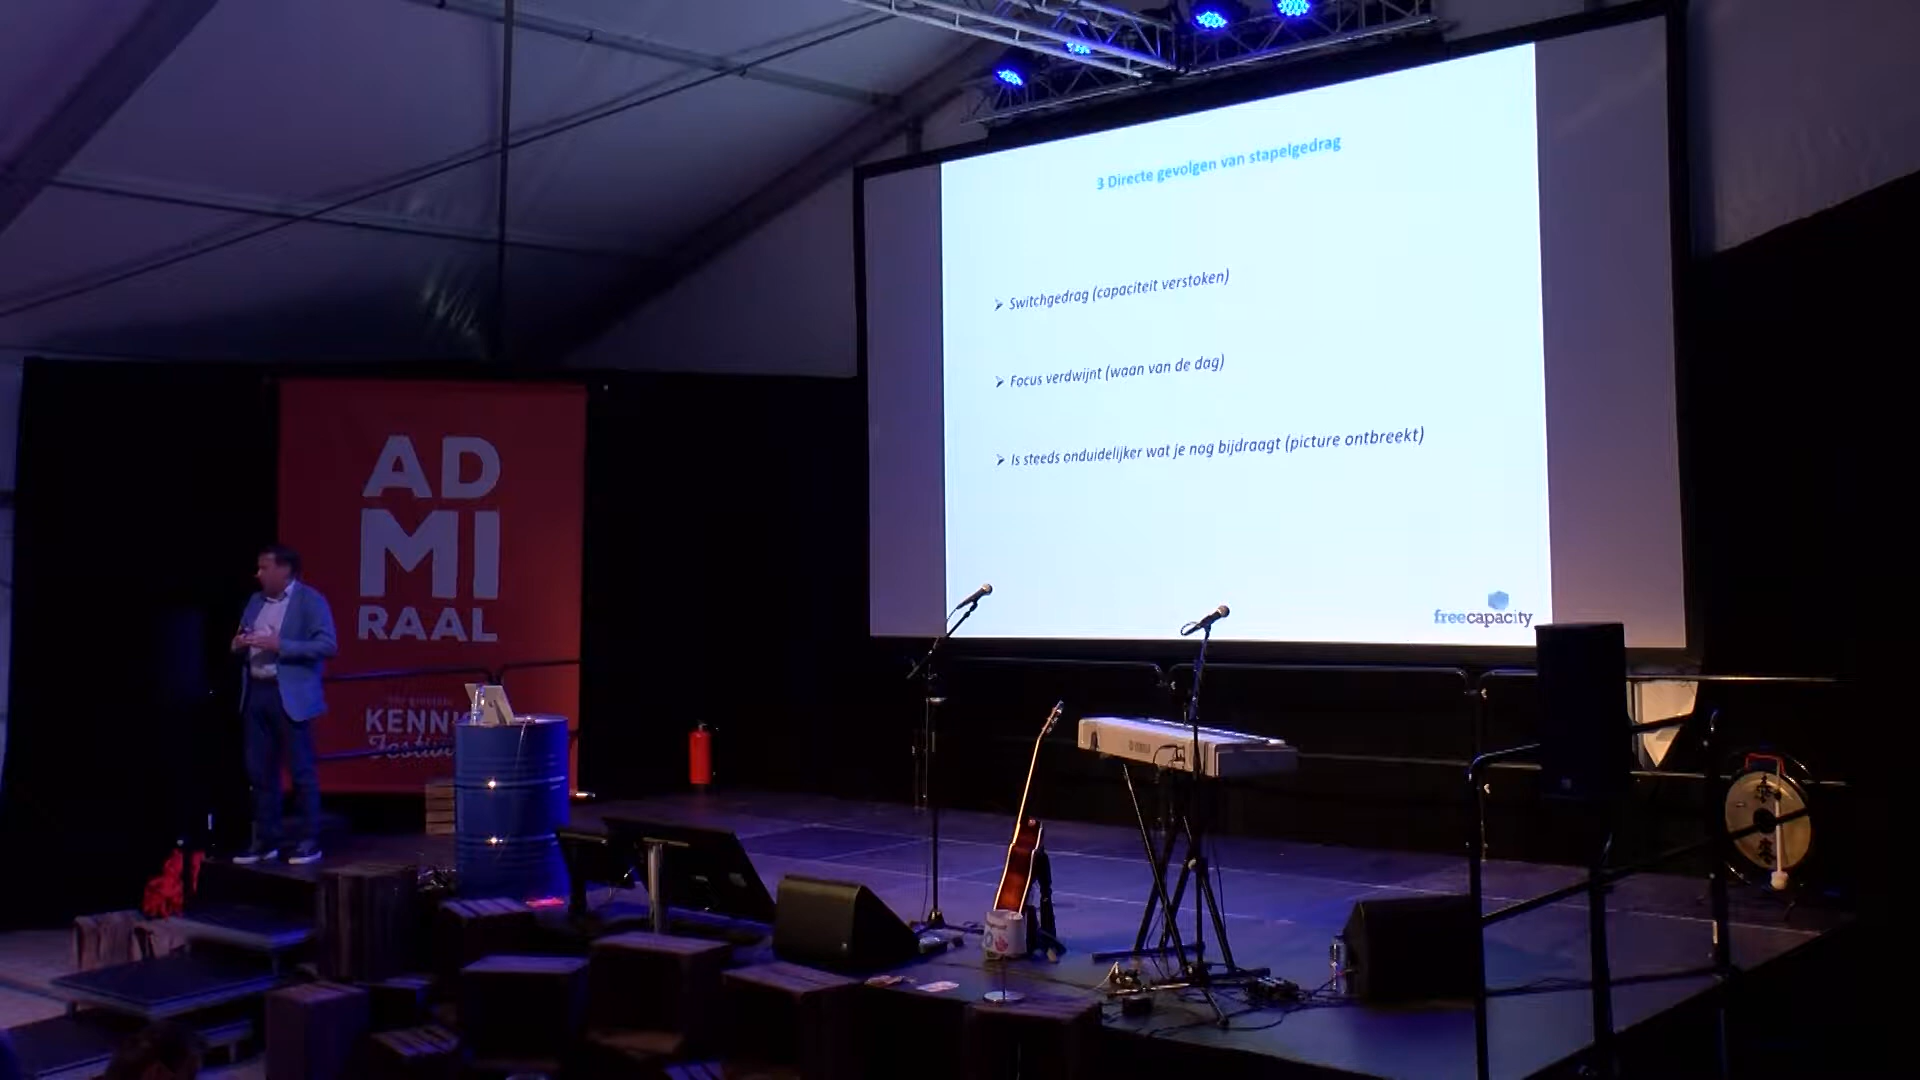 3 Directe gevolgen van stapelgedrag
➢ Switchgedrag (capaciteit verstoken)
➢ Focus verdwijnt (waan van de dag)
➢ Is steeds onduidelijker wat je nog bijdraagt (picture ontbreekt)
freecapacity
AD
MI
RAAL